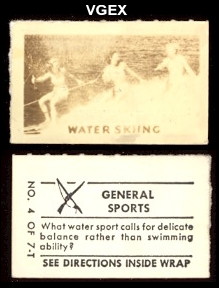 VGEX
WATER SKIING
NO. 4 OF 7-T
GENERAL
SPORTS
What water sport calls for delicate
balance rather than swimming
ability?
SEE DIRECTIONS INSIDE WRAP